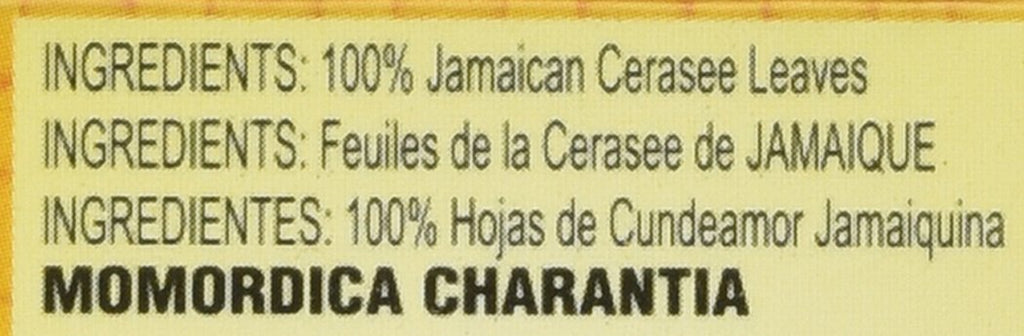 INGREDIENTS: 100% Jamaican Cerasee Leaves
INGREDIENTS: Feuiles de la Cerasee de JAMAIQUE
INGREDIENTES: 100% Hojas de Cundeamor Jamaiquina
MOMORDICA CHARANTIA